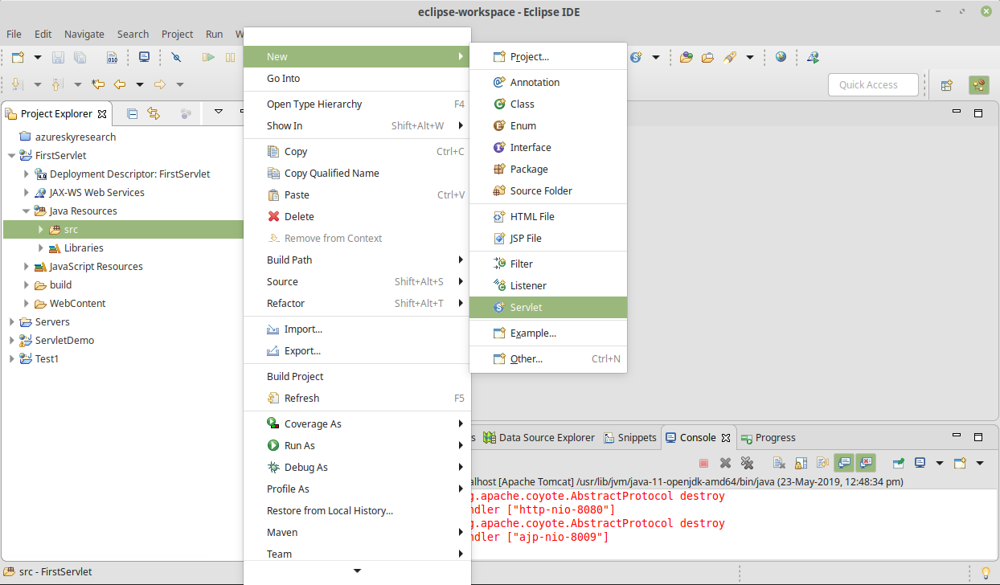 eclipse-workspace - Eclipse IDE
File Edit Navigate Search Project Run W
Quick Access
Project Explorer
azureskyresearch
FirstServlet
Deployment Descriptor: FirstServlet
JAX-WS Web Services
Java Resources
src
Libraries
JavaScript Resources
build
WebContent
Servers
ServletDemo
Test1
New
Go Into
Open Type Hierarchy F4
Show In Shift+Alt+W
Copy Ctrl+C
Copy Qualified Name
Paste Ctrl+V
Delete
Remove from Context
Build Path
Source Shift+Alt+S
Refactor Shift+Alt+T
Import...
Export...
Build Project
Refresh F5
Coverage As
Run As
Debug As
Profile As
Restore from Local History...
Maven
Team
Project...
Annotation
Class
Enum
Interface
Package
Source Folder
HTML File
JSP File
Filter
Listener
Servlet
Example...
Other... Ctrl+N
s Data Source Explorer Snippets Console Progress
alhost [Apache Tomcat] /usr/lib/jvm/java-11-openjdk-amd64/bin/java (23-May-2019, 12:48:34 pm)
g.apache.coyote.AbstractProtocol destroy
ndler ["http-nio-8080"]
g.apache.coyote.AbstractProtocol destroy
ndler ["ajp-nio-8009"]
src - FirstServlet